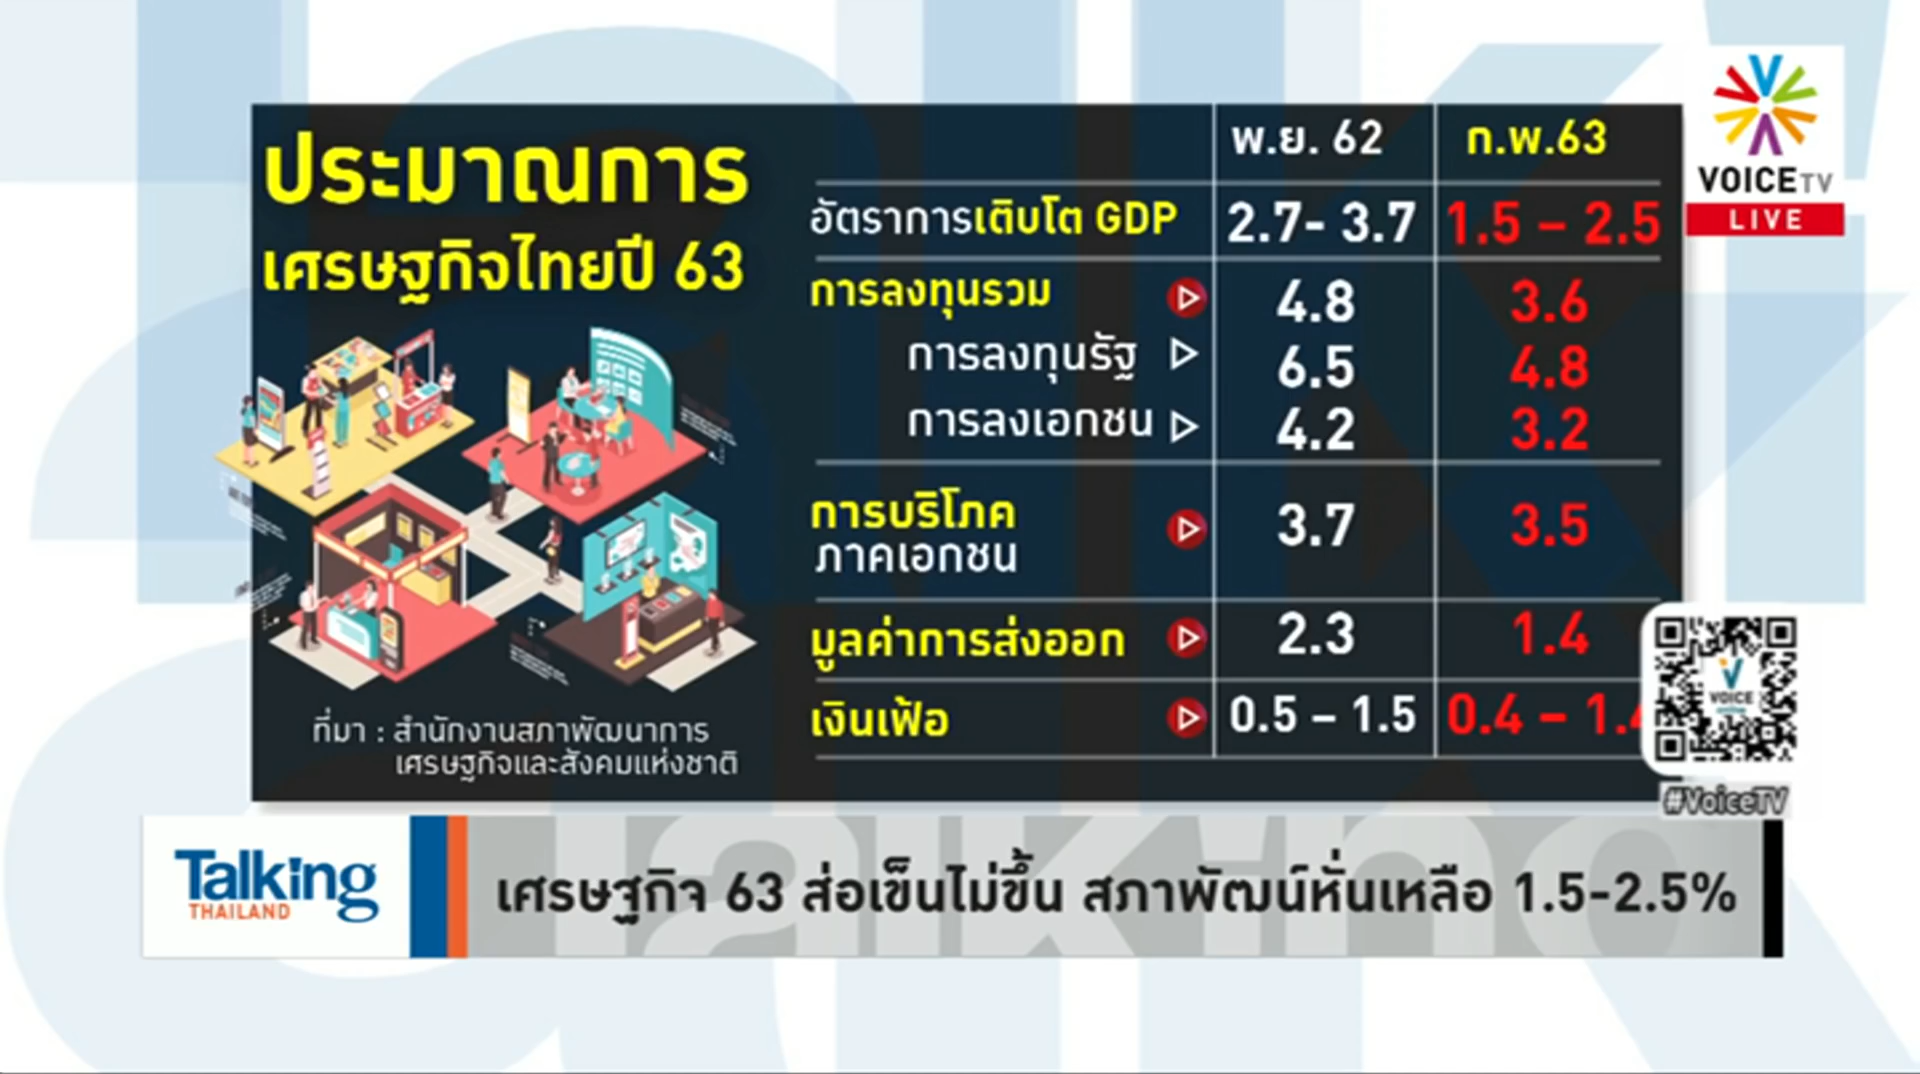 ประมาณการ
เศรษฐกิจไทยปี 63
พ.ย. 62 ก.พ.63
อัตราการเติบโต GDP 2.7- 3.7 1.5 – 2.5
การลงทุนรวม 4.8 3.6
การลงทุนรัฐ 6.5 4.8
การลงเอกชน 4.2 3.2
การบริโภค
ภาคเอกชน 3.7 3.5
มูลค่าการส่งออก 2.3 1.4
เงินเฟ้อ 0.5 – 1.5 0.4 – 1.4
ที่มา : สำนักงานสภาพัฒนาการ
เศรษฐกิจและสังคมแห่งชาติ
VOICE TV
LIVE
VOICE
#VoiceTV
Talking
THAILAND
เศรษฐกิจ 63 ส่อเข็นไม่ขึ้น สภาพัฒน์หั่นเหลือ 1.5-2.5%